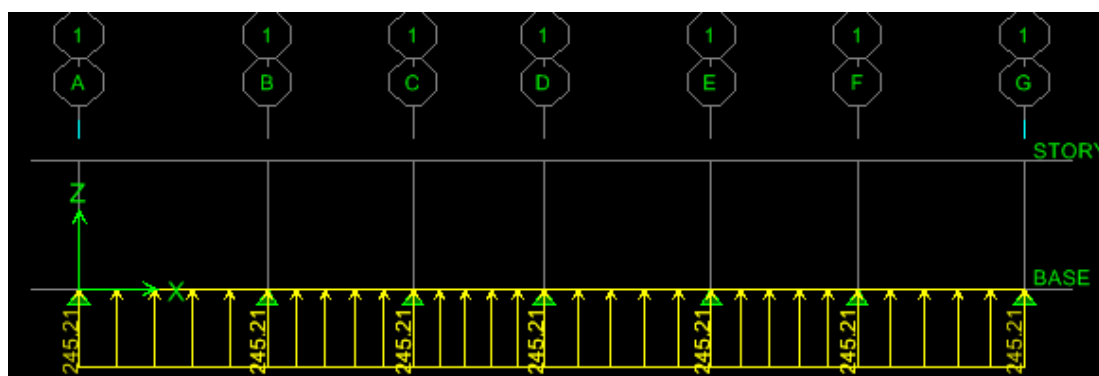 1 1 1 1 1 1 1
A B C D E F G
STORY
Z
X
BASE
245.21 245.21 245.21 245.21 245.21 245.21 245.21